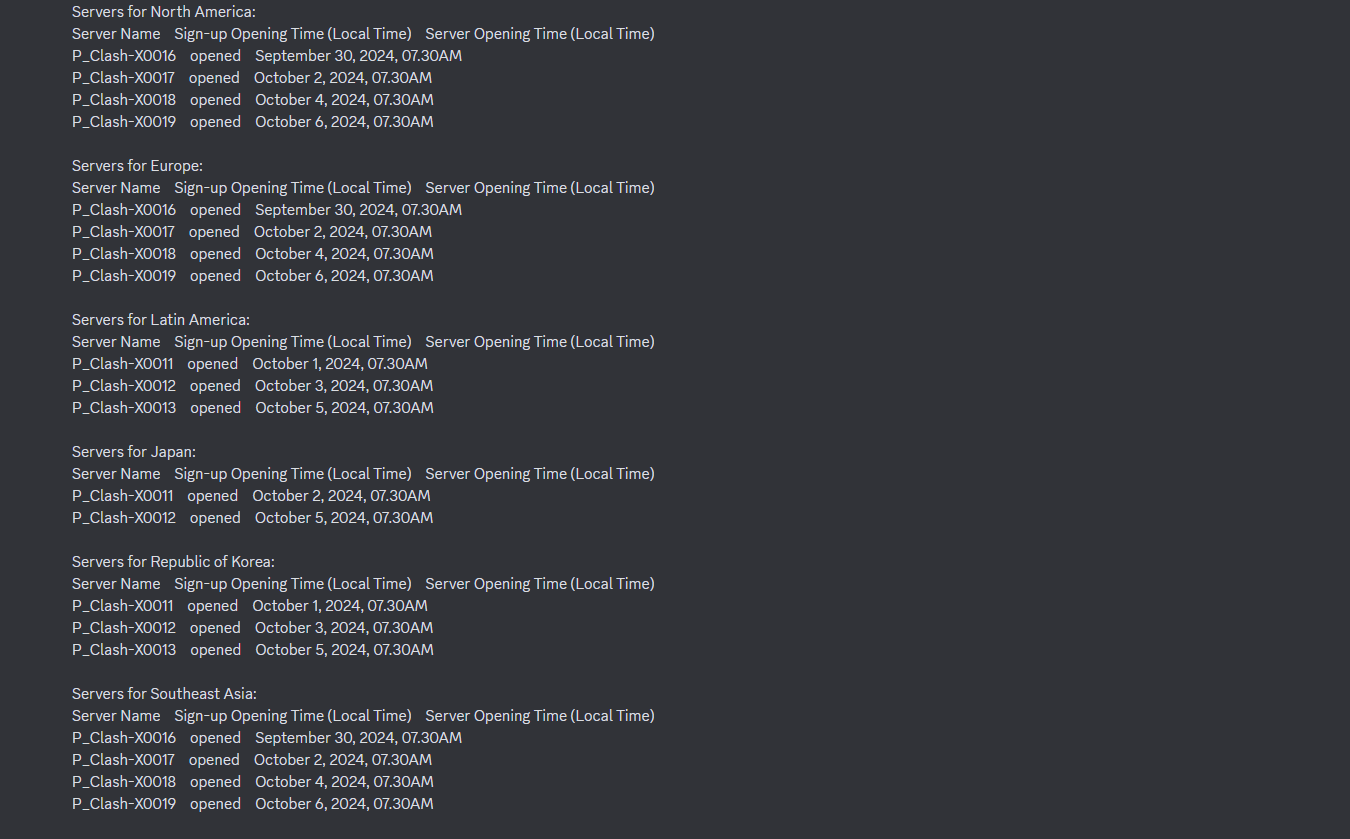 Servers for North America:
Server Name Sign-up Opening Time (Local Time) Server Opening Time (Local Time)
P_Clash-X0016 opened September 30, 2024, 07.30AM
P_Clash-X0017 opened October 2, 2024, 07.30AM
P_Clash-X0018 opened October 4, 2024, 07.30AM
P_Clash-X0019 opened October 6, 2024, 07.30AM
Servers for Europe:
Server Name Sign-up Opening Time (Local Time) Server Opening Time (Local Time)
P_Clash-X0016 opened September 30, 2024, 07.30AM
P_Clash-X0017 opened October 2, 2024, 07.30AM
P_Clash-X0018 opened October 4, 2024, 07.30AM
P_Clash-X0019 opened October 6, 2024, 07.30AM
Servers for Latin America:
Server Name Sign-up Opening Time (Local Time) Server Opening Time (Local Time)
P_Clash-X0011 opened October 1, 2024, 07.30AM
P_Clash-X0012 opened October 3, 2024, 07.30AM
P_Clash-X0013 opened October 5, 2024, 07.30AM
Servers for Japan:
Server Name Sign-up Opening Time (Local Time) Server Opening Time (Local Time)
P_Clash-X0011 opened October 2, 2024, 07.30AM
P_Clash-X0012 opened October 5, 2024, 07.30AM
Servers for Republic of Korea:
Server Name Sign-up Opening Time (Local Time) Server Opening Time (Local Time)
P_Clash-X0011 opened October 1, 2024, 07.30AM
P_Clash-X0012 opened October 3, 2024, 07.30AM
P_Clash-X0013 opened October 5, 2024, 07.30AM
Servers for Southeast Asia:
Server Name Sign-up Opening Time (Local Time) Server Opening Time (Local Time)
P_Clash-X0016 opened September 30, 2024, 07.30AM
P_Clash-X0017 opened October 2, 2024, 07.30AM
P_Clash-X0018 opened October 4, 2024, 07.30AM
P_Clash-X0019 opened October 6, 2024, 07.30AM